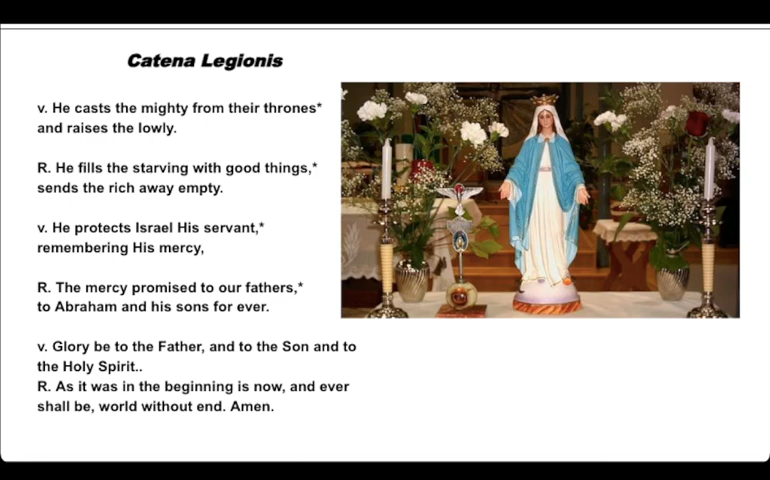 Catena Legionis
v. He casts the mighty from their thrones*
and raises the lowly.
R. He fills the starving with good things,*
sends the rich away empty.
v. He protects Israel His servant,*
remembering His mercy,
R. The mercy promised to our fathers,*
to Abraham and his sons for ever.
v. Glory be to the Father, and to the Son and to
the Holy Spirit..
R. As it was in the beginning is now, and ever
shall be, world without end. Amen.